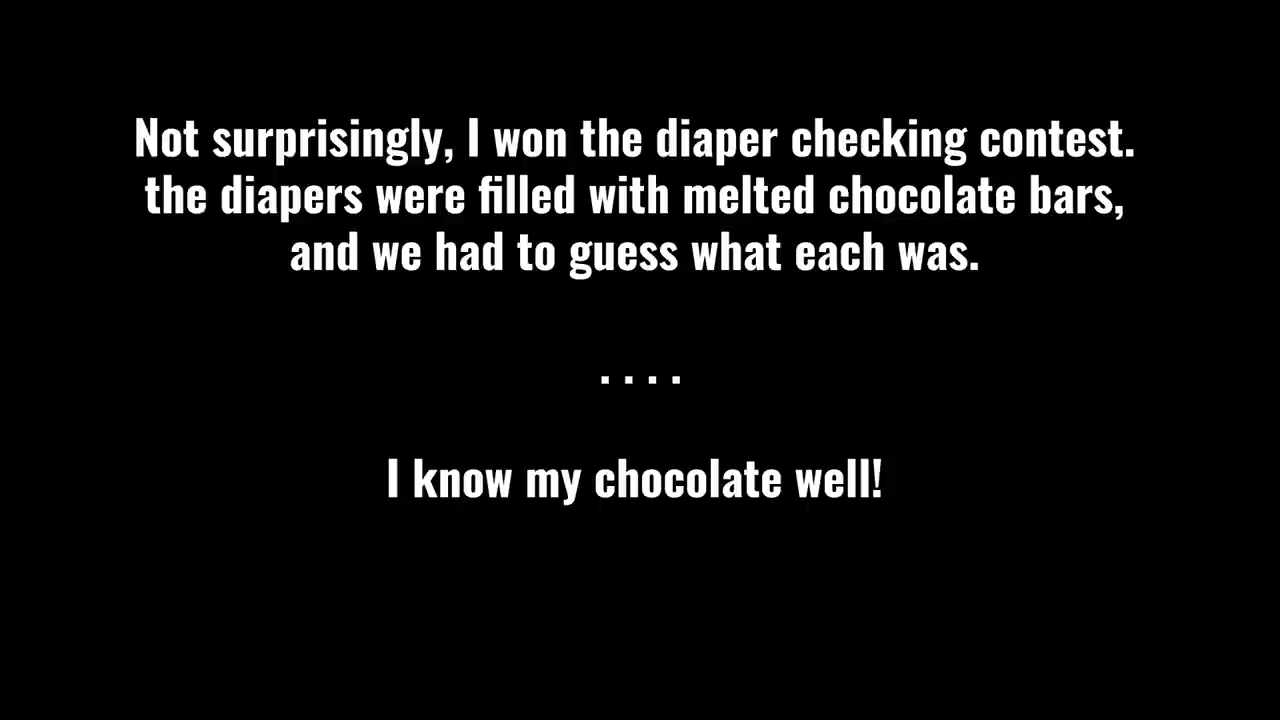 Not surprisingly, I won the diaper checking contest.
the diapers were filled with melted chocolate bars,
and we had to guess what each was.
. . . .
I know my chocolate well!